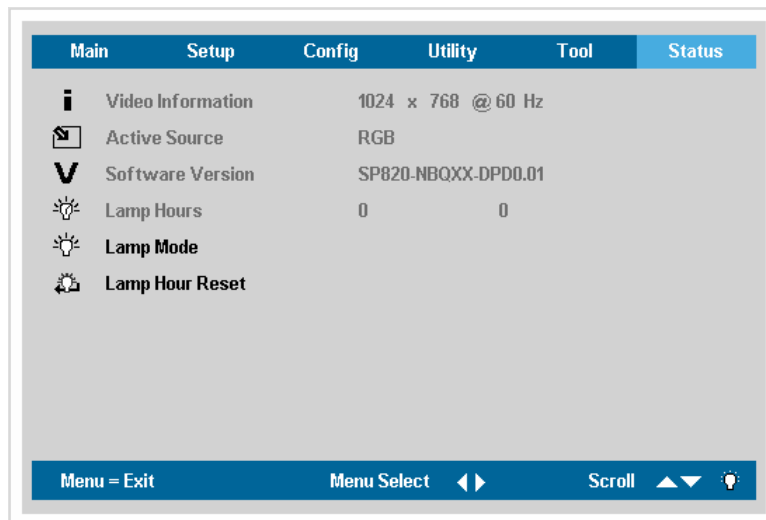 Main Setup Config Utility Tool Status
i Video Information 1024 x 768 @ 60 Hz
Active Source RGB
V Software Version SP820-NBQXX-DPD0.01
Lamp Hours 0 0
Lamp Mode
Lamp Hour Reset
Menu = Exit Menu Select Scroll